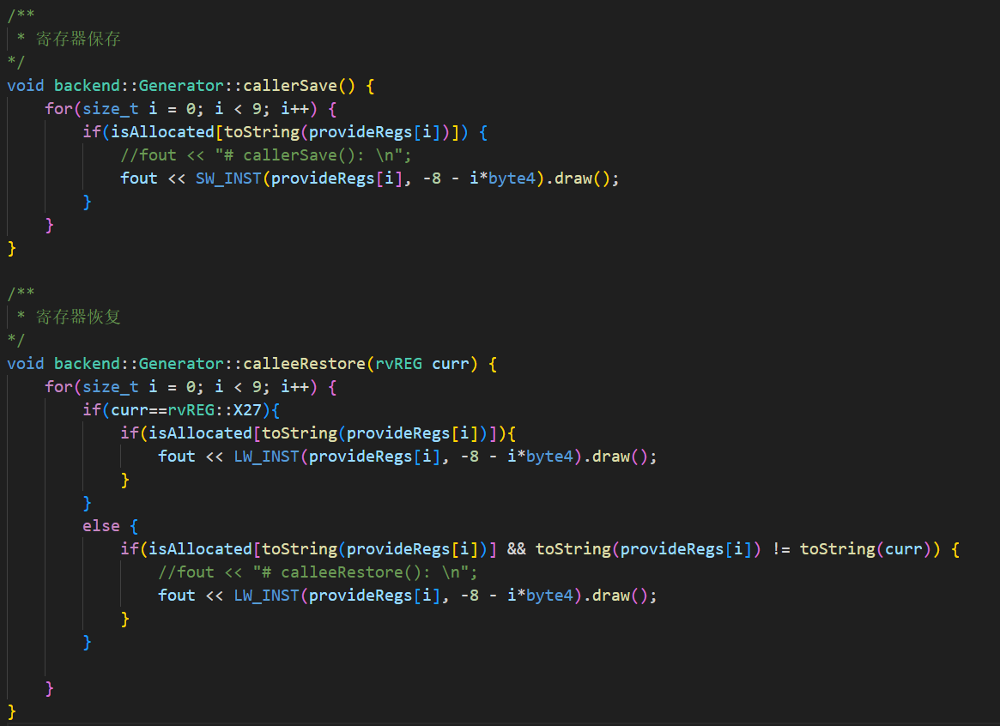 /**
 * 寄存器保存
*/
void backend::Generator::callerSave() {
    for(size_t i = 0; i < 9; i++) {
        if(isAllocated[toString(provideRegs[i])]) {
            //fout << "# callerSave(): \n";
            fout << SW_INST(provideRegs[i], -8 - i*byte4).draw();
        }
    }
}

/**
 * 寄存器恢复
*/
void backend::Generator::calleeRestore(rvREG curr) {
    for(size_t i = 0; i < 9; i++) {
        if(curr==rvREG::X27){
            if(isAllocated[toString(provideRegs[i])]){
                fout << LW_INST(provideRegs[i], -8 - i*byte4).draw();
            }
        }
        else {
            if(isAllocated[toString(provideRegs[i])] && toString(provideRegs[i]) != toString(curr)) {
                //fout << "# calleeRestore(): \n";
                fout << LW_INST(provideRegs[i], -8 - i*byte4).draw();
            }
        }

    }
}